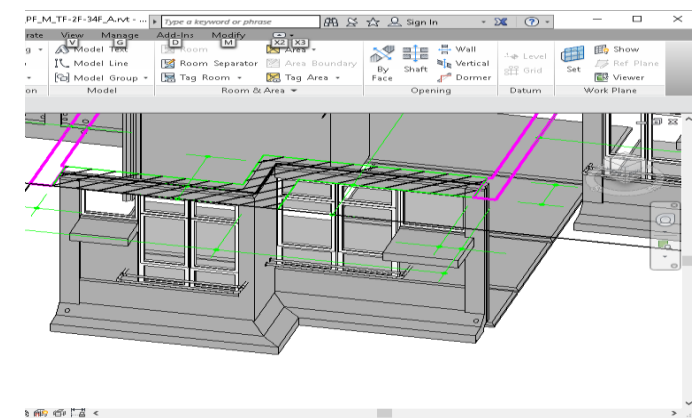 PF_M_TF-2F-34F_A.rvt - ...
Type a keyword or phrase
Sign In
rate View Manage Add-Ins Modify
V G D M X2 X3
Model Text
Model Line
Model Group
Model
Room
Room Separator
Tag Room
Area
Area Boundary
Tag Area
Room & Area
By Face
Shaft
Wall
Vertical
Dormer
Opening
Level
Grid
Datum
Set
Show
Ref Plane
Viewer
Work Plane